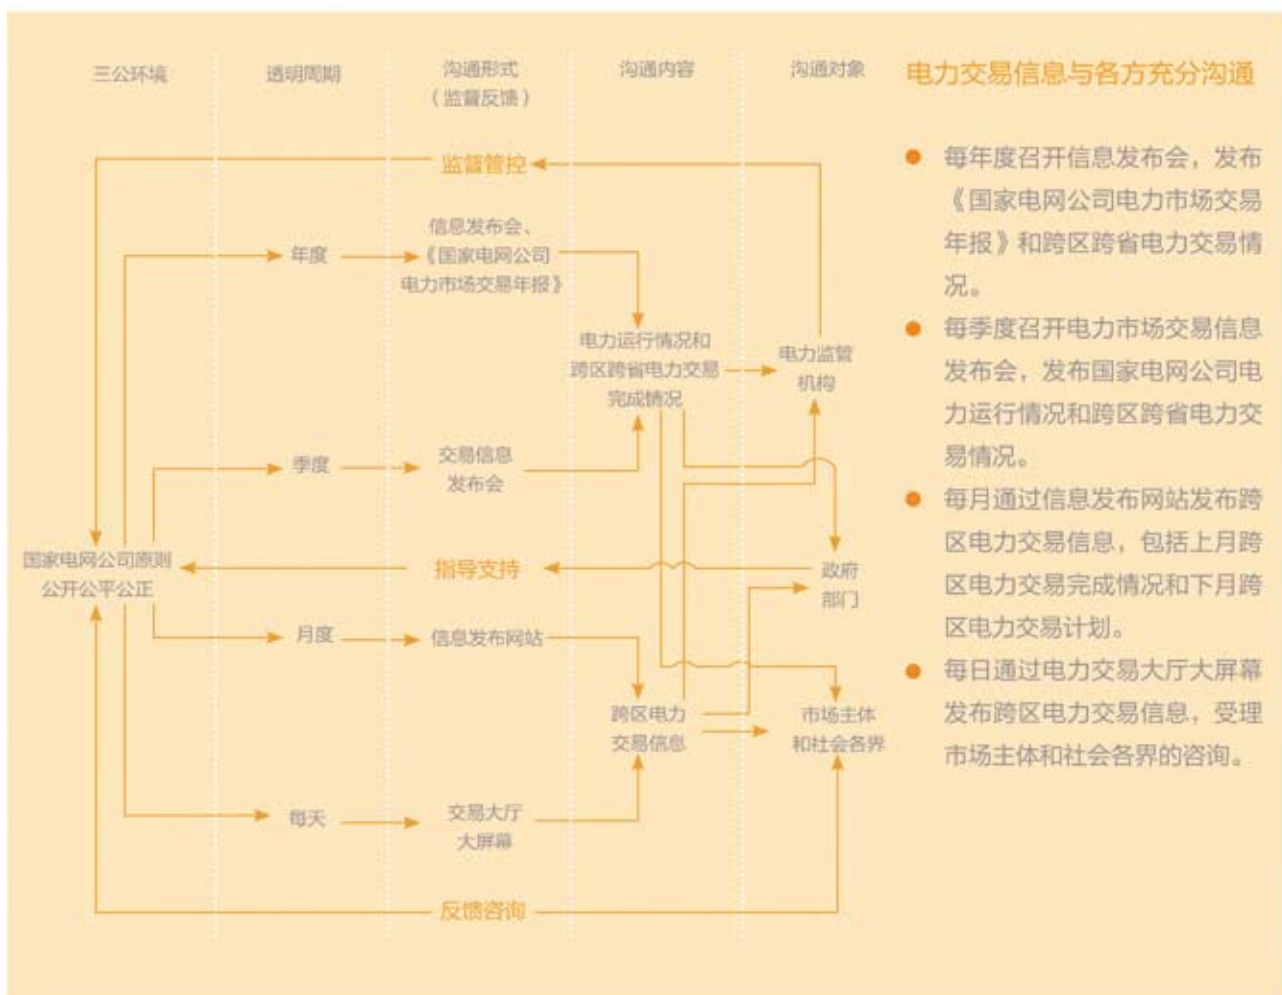 三公环境
透明周期
沟通形式
（监督反馈）
沟通内容
沟通对象
监督管控
年度
信息发布会、
《国家电网公司
电力市场交易年报》
电力运行情况和
跨区跨省电力交易
完成情况
电力监管
机构
季度
交易信息
发布会
国家电网公司原则
公开公平公正
指导支持
政府
部门
月度
信息发布网站
跨区电力
交易信息
市场主体
和社会各界
每天
交易大厅
大屏幕
反馈咨询
电力交易信息与各方充分沟通
● 每年度召开信息发布会，发布
《国家电网公司电力市场交易
年报》和跨区跨省电力交易情
况。
● 每季度召开电力市场交易信息
发布会，发布国家电网公司电
力运行情况和跨区跨省电力交
易情况。
● 每月通过信息发布网站发布跨
区电力交易信息，包括上月跨
区电力交易完成情况和下月跨
区电力交易计划。
● 每日通过电力交易大厅大屏幕
发布跨区电力交易信息，受理
市场主体和社会各界的咨询。